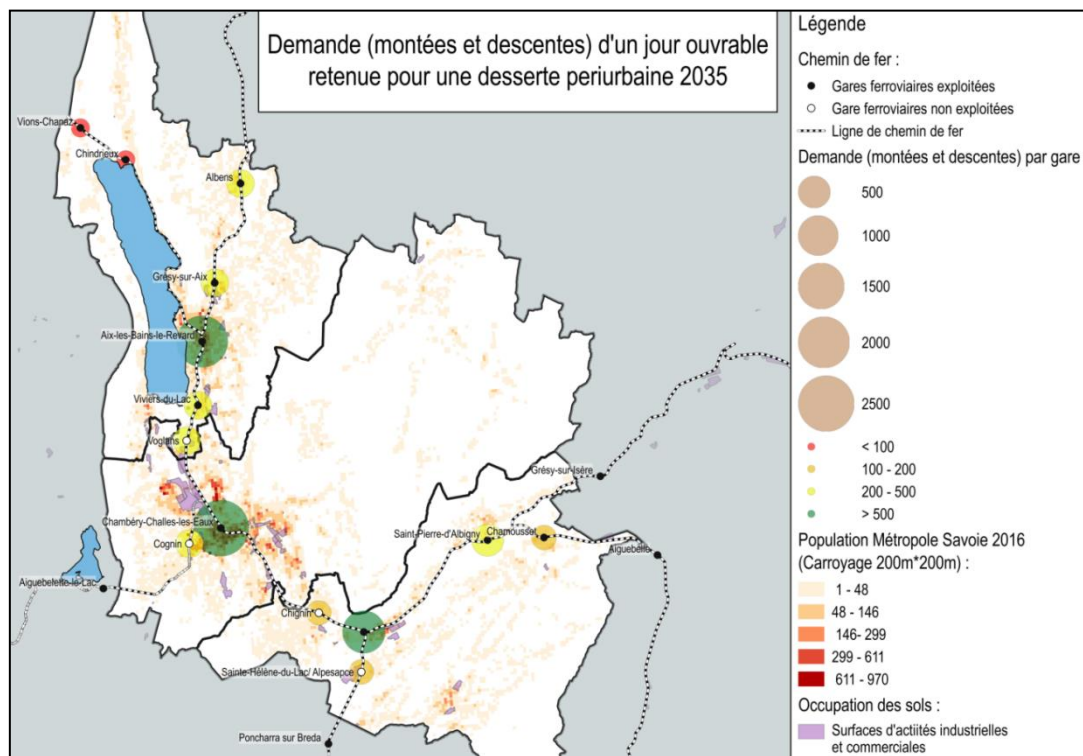 Demande (montées et descentes) d'un jour ouvrable
retenue pour une desserte periurbaine 2035
Vions-Chanaz
Chindrieux
Albens
Grésy-sur-Aix
Aix-les-Bains-le-Revard
Viviers-du-Lac
Voglans
Chambéry-Challes-les-Eaux
Cognin
Aiguebelette-le-Lac
Chignin
Sainte-Hélène-du-Lac/ Alpesapce
Poncharra sur Breda
Saint-Pierre-d'Albigny
Chamousset
Grésy-sur-Isère
Aiguebelle
Légende
Chemin de fer :
Gares ferroviaires exploitées
Gare ferroviaires non exploitées
Ligne de chemin de fer
Demande (montées et descentes) par gare
500
1000
1500
2000
2500
< 100
100 - 200
200 - 500
> 500
Population Métropole Savoie 2016
(Carroyage 200m*200m) :
1 - 48
48 - 146
146- 299
299 - 611
611 - 970
Occupation des sols :
Surfaces d'actiités industrielles
et commerciales